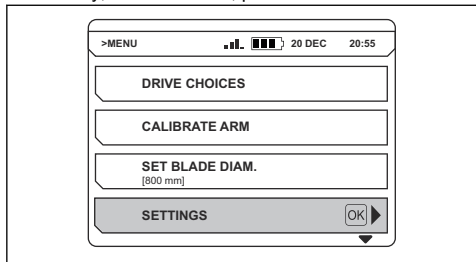 >MENU 20 DEC 20:55
DRIVE CHOICES
CALIBRATE ARM
SET BLADE DIAM.
[800 mm]
SETTINGS OK